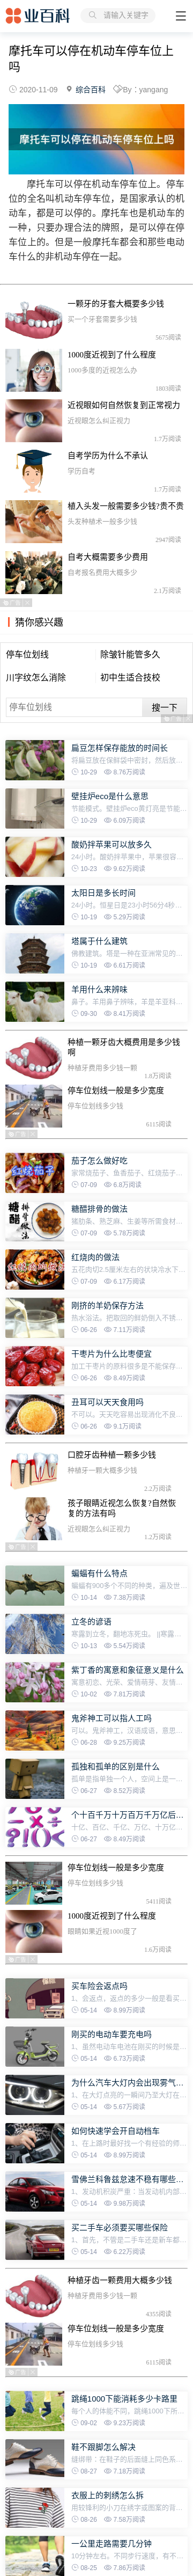 业百科
请输入关键字
摩托车可以停在机动车停车位上吗
2020-11-09 综合百科 By：yangang
摩托车可以停在机动车停车位上吗
摩托车可以停在机动车停车位上。停车位的全名叫机动车停车位，是国家承认的机动车，都是可以停的。摩托车也是机动车的一种，只要办理合法的牌照，是可以停在停车位上的。但是一般摩托车都会和那些电动车什么的非机动车停在一起。
一颗牙的牙套大概要多少钱
买一个牙套需要多少钱
5675阅读
1000度近视到了什么程度
1000多度的近视怎么办
1803阅读
近视眼如何自然恢复到正常视力
近视眼怎么纠正视力
1.7万阅读
自考学历为什么不承认
学历自考
1.7万阅读
植入头发一般需要多少钱?贵不贵
头发种植术一般多少钱
2947阅读
自考大概需要多少费用
自考报名费用大概多少
2.1万阅读
猜你感兴趣
停车位划线
除皱针能管多久
川字纹怎么消除
初中生适合技校
停车位划线
搜一下
扁豆怎样保存能放的时间长
将扁豆放在保鲜袋中密封，然后放…
10-29 8.76万阅读
壁挂炉eco是什么意思
节能模式。壁挂炉eco黄灯亮是节能…
10-29 6.09万阅读
酸奶拌苹果可以放多久
24小时。酸奶拌苹果中，苹果很容…
10-23 9.62万阅读
太阳日是多长时间
24小时。恒星日是23小时56分4秒…
10-19 5.29万阅读
塔属于什么建筑
佛教建筑。塔是一种在亚洲常见的…
10-19 6.61万阅读
羊用什么来辨味
鼻子。羊用鼻子辨味，羊是羊亚科…
09-30 8.41万阅读
种植一颗牙齿大概费用是多少钱啊
种植牙费用多少钱一颗
1.8万阅读
停车位划线一般是多少宽度
停车位划线多少钱
6115阅读
茄子怎么做好吃
家常烧茄子、鱼香茄子、红烧茄子…
07-09 6.8万阅读
糖醋排骨的做法
猪肋条、熟芝麻、生姜等所需食材…
07-09 5.78万阅读
红烧肉的做法
五花肉切2.5厘米左右的状块冷水下…
07-09 6.17万阅读
刚挤的羊奶保存方法
热水浴法。把取回的鲜奶倒入不锈…
06-26 7.11万阅读
干枣片为什么比枣便宜
加工干枣片的原料很多是不能保存…
06-26 8.49万阅读
丑耳可以天天食用吗
不可以。天天吃容易出现消化不良…
06-26 9.1万阅读
口腔牙齿种植一颗多少钱
种植牙一颗大概多少钱
2.2万阅读
孩子眼睛近视怎么恢复?自然恢复的方法有吗
近视眼怎么纠正视力
1.2万阅读
蝙蝠有什么特点
蝙蝠有900多个不同的种类，遍及世…
10-14 7.38万阅读
立冬的谚语
寒露到立冬，翻地冻死虫。||寒露…
10-13 5.54万阅读
紫丁香的寓意和象征意义是什么
寓意初恋、光荣、爱情萌芽、友情…
10-02 7.81万阅读
鬼斧神工可以指人工吗
可以，鬼斧神工，汉语成语，意思…
06-28 9.25万阅读
孤独和孤单的区别是什么
孤单是指单独一个人，空间上是一…
06-27 8.52万阅读
个十百千万十万百万千万亿后…
十亿、百亿、千亿、万亿、十万亿…
06-27 8.49万阅读
停车位划线一般是多少宽度
停车位划线多少钱
5411阅读
1000度近视到了什么程度
眼睛如果近视1000度了
1.6万阅读
买车险会返点吗
1、会返点，返点的多少一般是看买…
05-14 8.99万阅读
刚买的电动车要充电吗
1、虽然电动车电池在刚买的时候是…
05-14 6.73万阅读
为什么汽车大灯内会出现雾气…
1、在大灯点亮的一瞬间乃至大灯在…
05-14 5.67万阅读
如何快速学会开自动档车
1、在上路时最好找一个有经验的师…
05-14 8.99万阅读
雪佛兰科鲁兹怠速不稳有哪些…
1、发动机积炭严重：当发动机内部…
05-14 9.98万阅读
买二手车必须要买哪些保险
1、首先，不管是二手车还是新车都…
05-14 6.22万阅读
种植牙齿一颗费用大概多少钱
种植牙费用多少钱一颗
4355阅读
停车位划线一般是多少宽度
停车位划线多少钱
6115阅读
跳绳1000下能消耗多少卡路里
每个人的体能不同，跳绳1000下所…
09-02 9.23万阅读
鞋不跟脚怎么解决
缝绑带：在鞋子的后面缝上同色系…
08-27 7.18万阅读
衣服上的刺绣怎么拆
用较锋利的小刀在绣字或图案的背…
08-26 7.58万阅读
一公里走路需要几分钟
10分钟左右。不同步行速度，有不…
08-25 7.86万阅读